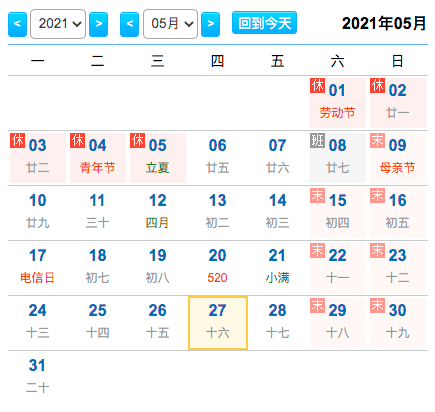 < 2021 > < 05月 > 回到今天 2021年05月
一 二 三 四 五 六 日
休 01 休 02
劳动节 廿一
休 03 休 04 休 05 06 07 班 08 末 09
廿二 青年节 立夏 廿五 廿六 廿七 母亲节
10 11 12 13 14 末 15 末 16
廿九 三十 四月 初二 初三 初四 初五
17 18 19 20 21 末 22 末 23
电信日 初七 初八 520 小满 十一 十二
24 25 26 27 28 末 29 末 30
十三 十四 十五 十六 十七 十八 十九
31
二十